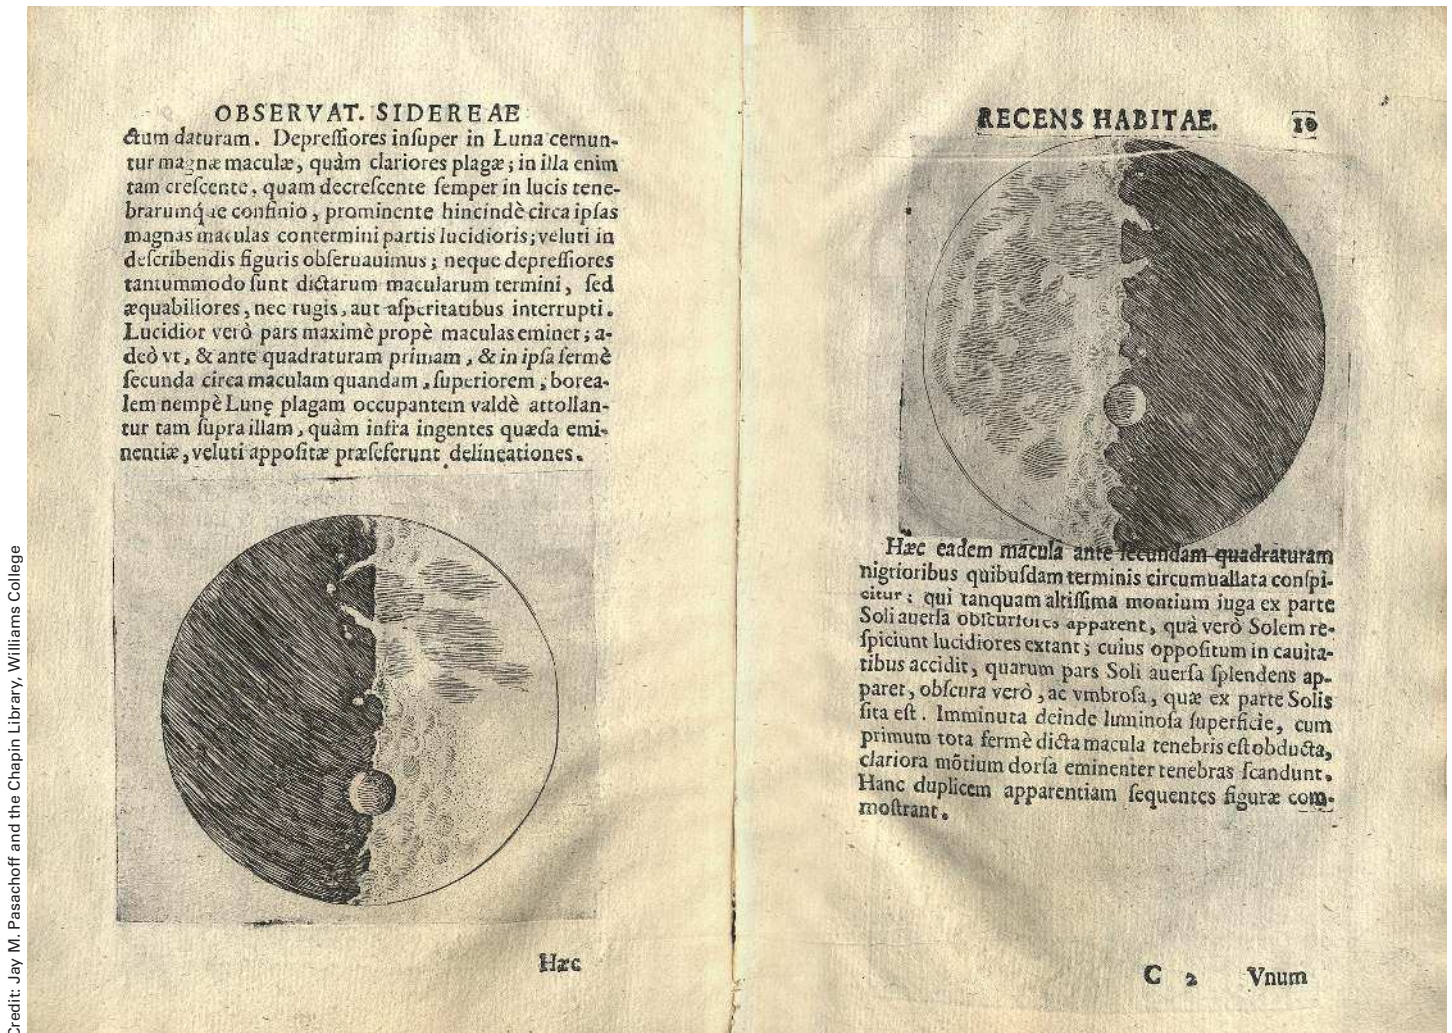 OBSERVAT. SIDEREAE
ctum daturam. Depreſſiores inſuper in Luna cernun-
tur magnæ maculæ, quàm clariores plagæ; in illa enim
tam creſcente, quam decreſcente ſemper in lucis tene-
brarumq́ue confinio, prominente hincindè circa ipſas
magnas maculas contermini partis lucidioris; veluti in
deſcribendis figuris obſeruauimus; neque depreſſiores
tantummodo ſunt dictarum macularum termini, ſed
æquabiliores, nec rugis, aut aſperitatibus interrupti.
Lucidior verò pars maximè propè maculas eminet; a-
deò vt, & ante quadraturam primam, & in ipſa fermè
ſecunda circa maculam quandam, ſuperiorem, borea-
lem nempè Lunę plagam occupantem valdè attollan-
tur tam ſupra illam, quàm infra ingentes quæda emi-
nentiæ, veluti appoſitæ præſeferunt delineationes.
Hæc
RECENS HABITAE. 10
Hæc eadem macula ante ſecundam quadraturam
nigrioribus quibuſdam terminis circumuallata conſpi-
citur; qui tanquam altiſſima montium iuga ex parte
Soli auerſa obſcuriores apparent, quà verò Solem re-
ſpiciunt lucidiores extant; cuius oppoſitum in cauita-
tibus accidit, quarum pars Soli auerſa ſplendens ap-
paret, obſcura verò, ac vmbroſa, quæ ex parte Solis
ſita eſt. Imminuta deinde luminoſa ſuperficie, cum
primum tota fermè dicta macula tenebris eſt obducta,
clariora mõtium dorſa eminenter tenebras ſcandunt.
Hanc duplicem apparentiam ſequentes figuræ com-
moſtrant.
C 2 Vnum
Credit: Jay M. Pasachoff and the Chapin Library, Williams College